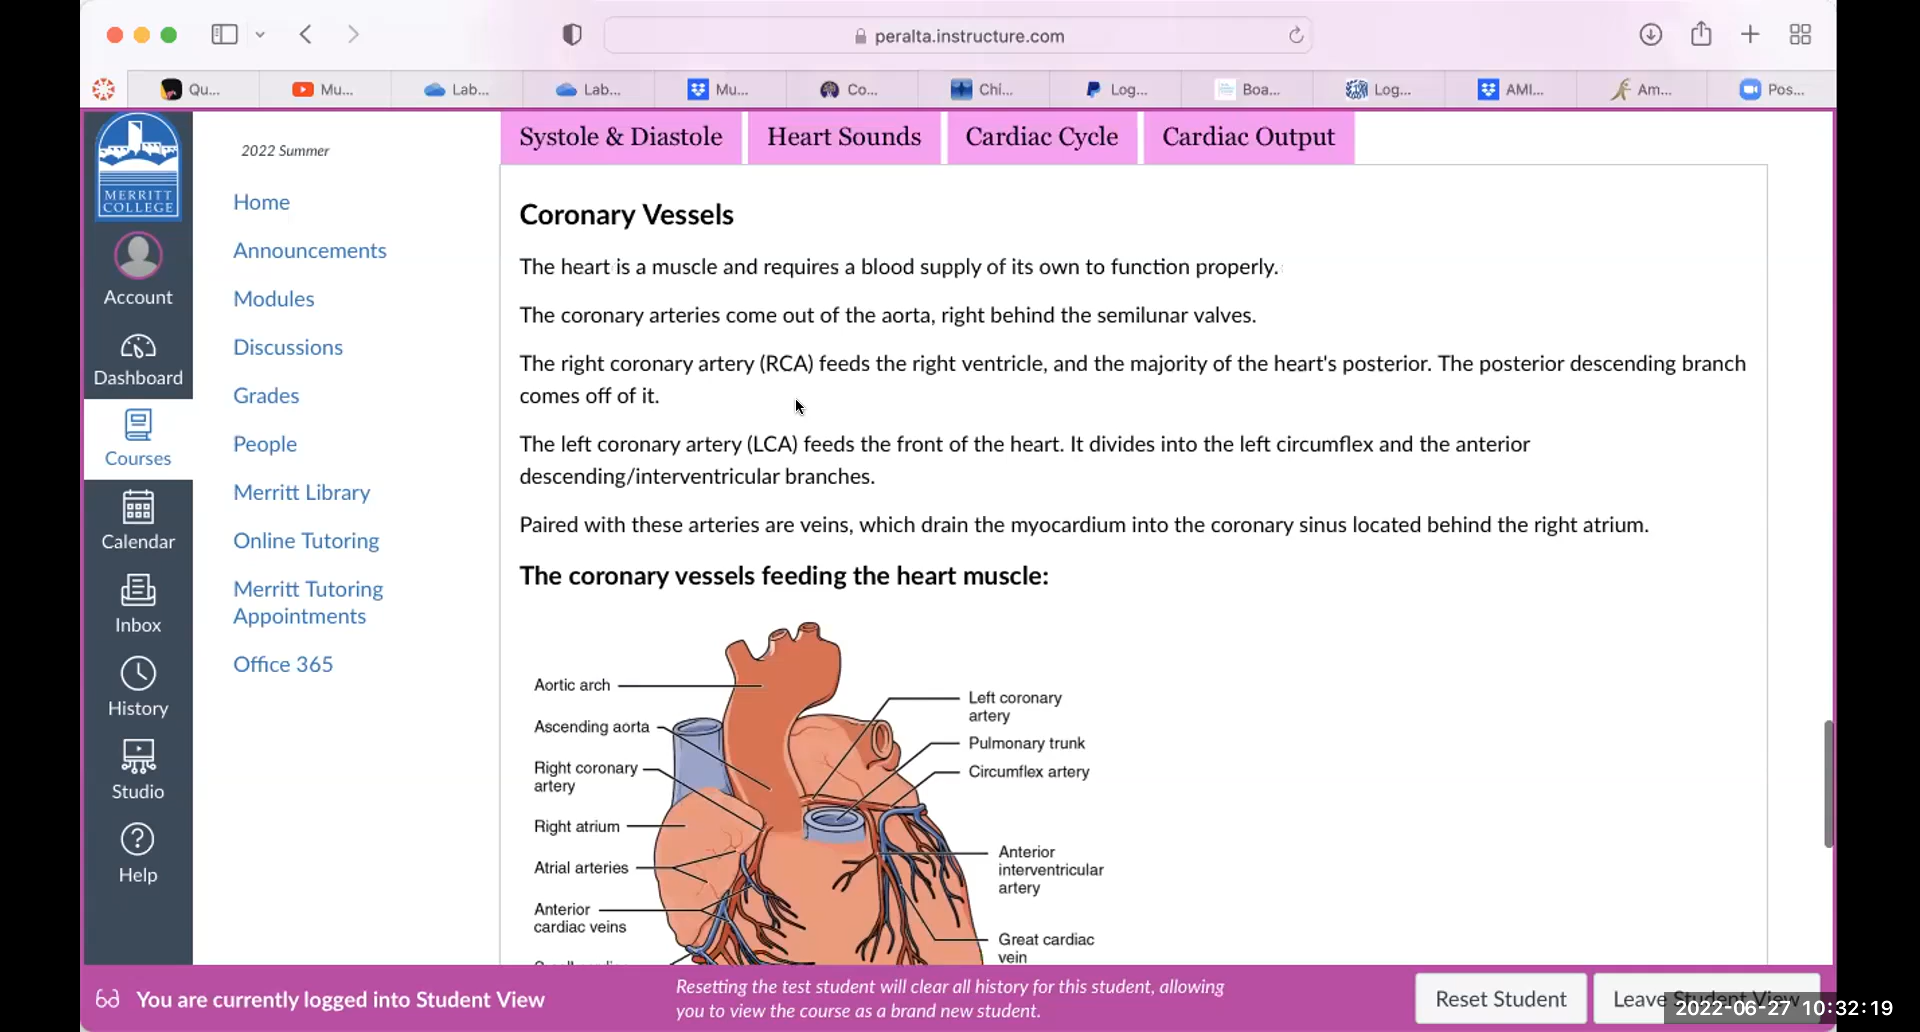 peralta.instructure.com
Qu...
Mu...
Lab...
Lab...
Mu...
Co...
Chi...
Log...
Boa...
Log...
AMI...
Am...
Pos...
MERRITT
COLLEGE
Account
Dashboard
Courses
Calendar
Inbox
History
Studio
Help
2022 Summer
Home
Announcements
Modules
Discussions
Grades
People
Merritt Library
Online Tutoring
Merritt Tutoring
Appointments
Office 365
Systole & Diastole
Heart Sounds
Cardiac Cycle
Cardiac Output
Coronary Vessels
The heart is a muscle and requires a blood supply of its own to function properly.
The coronary arteries come out of the aorta, right behind the semilunar valves.
The right coronary artery (RCA) feeds the right ventricle, and the majority of the heart's posterior. The posterior descending branch
comes off of it.
The left coronary artery (LCA) feeds the front of the heart. It divides into the left circumflex and the anterior
descending/interventricular branches.
Paired with these arteries are veins, which drain the myocardium into the coronary sinus located behind the right atrium.
The coronary vessels feeding the heart muscle:
Aortic arch
Ascending aorta
Right coronary
artery
Right atrium
Atrial arteries
Anterior
cardiac veins
Left coronary
artery
Pulmonary trunk
Circumflex artery
Anterior
interventricular
artery
Great cardiac
vein
You are currently logged into Student View
Resetting the test student will clear all history for this student, allowing
you to view the course as a brand new student.
Reset Student
Leave Student View
2022-06-27 10:32:19